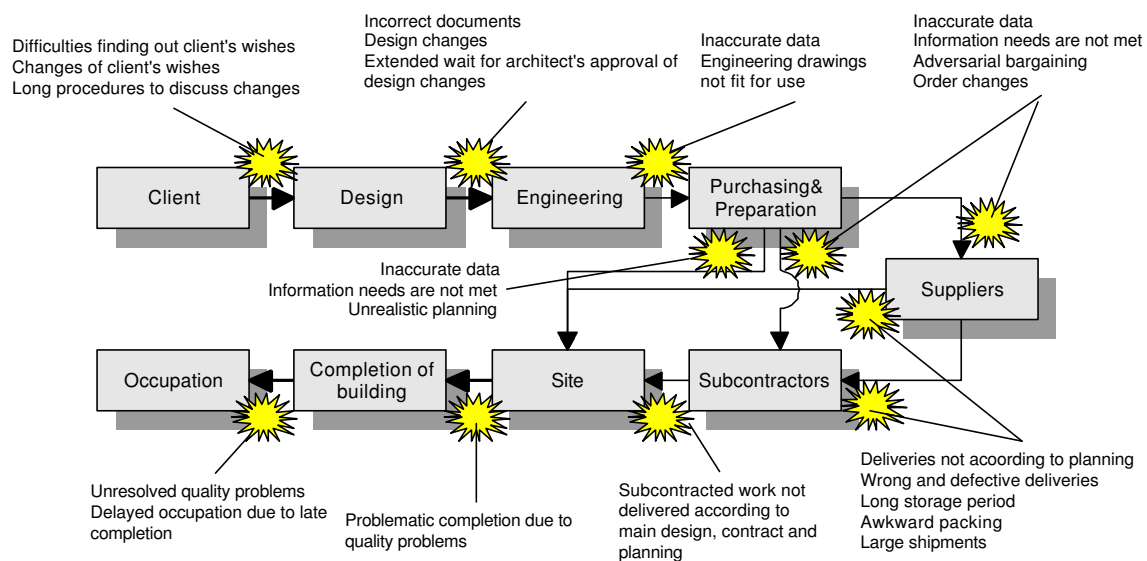 Difficulties finding out client's wishes
Changes of client's wishes
Long procedures to discuss changes
Incorrect documents
Design changes
Extended wait for architect's approval of
design changes
Inaccurate data
Engineering drawings
not fit for use
Inaccurate data
Information needs are not met
Adversarial bargaining
Order changes
Client
Design
Engineering
Purchasing&
Preparation
Inaccurate data
Information needs are not met
Unrealistic planning
Suppliers
Occupation
Completion of
building
Site
Subcontractors
Unresolved quality problems
Delayed occupation due to late
completion
Problematic completion due to
quality problems
Subcontracted work not
delivered according to
main design, contract and
planning
Deliveries not acoording to planning
Wrong and defective deliveries
Long storage period
Awkward packing
Large shipments